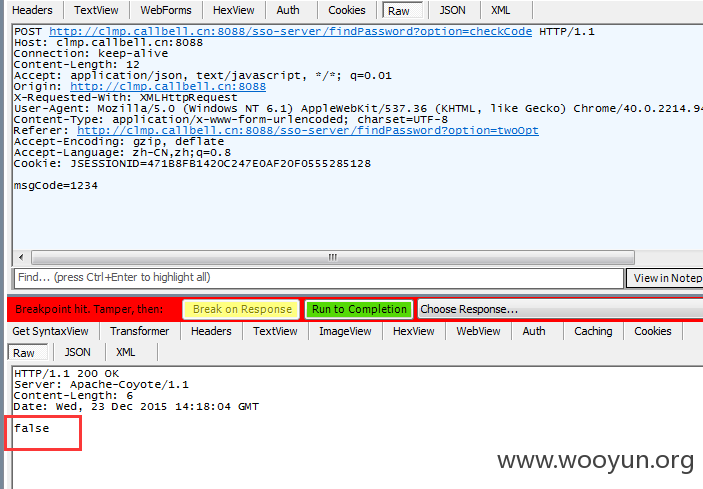 Headers TextView WebForms HexView Auth Cookies Raw JSON XML
POST http://clmp.callbell.cn:8088/sso-server/findPassword?option=checkCode HTTP/1.1
Host: clmp.callbell.cn:8088
Connection: keep-alive
Content-Length: 12
Accept: application/json, text/javascript, */*; q=0.01
Origin: http://clmp.callbell.cn:8088
X-Requested-With: XMLHttpRequest
User-Agent: Mozilla/5.0 (Windows NT 6.1) AppleWebKit/537.36 (KHTML, like Gecko) Chrome/40.0.2214.94
Content-Type: application/x-www-form-urlencoded; charset=UTF-8
Referer: http://clmp.callbell.cn:8088/sso-server/findPassword?option=twoOpt
Accept-Encoding: gzip, deflate
Accept-Language: zh-CN,zh;q=0.8
Cookie: JSESSIONID=471B8FB1420C247E0AF20F0555285128
msgCode=1234
Find... (press Ctrl+Enter to highlight all) View in Notep
Breakpoint hit. Tamper, then: Break on Response Run to Completion Choose Response...
Get SyntaxView Transformer Headers TextView ImageView HexView WebView Auth Caching Cookies
Raw JSON XML
HTTP/1.1 200 OK
Server: Apache-Coyote/1.1
Content-Length: 6
Date: Wed, 23 Dec 2015 14:18:04 GMT
false
www.wooyun.org